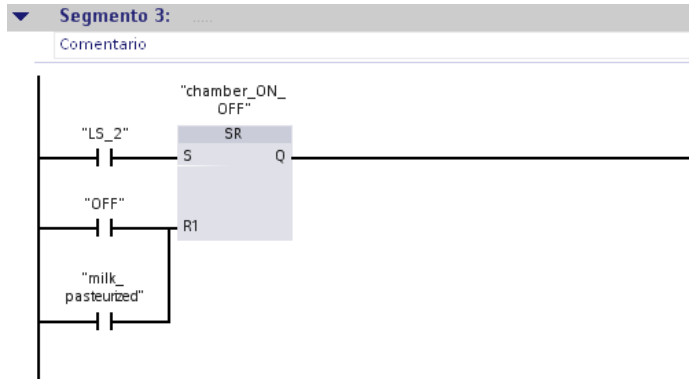 Segmento 3: .....
Comentario
"chamber_ON_
OFF"
"LS_2"
SR
S
Q
"OFF"
R1
"milk_
pasteurized"